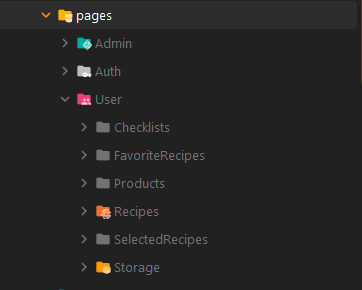 pages
Admin
Auth
User
Checklists
FavoriteRecipes
Products
Recipes
SelectedRecipes
Storage